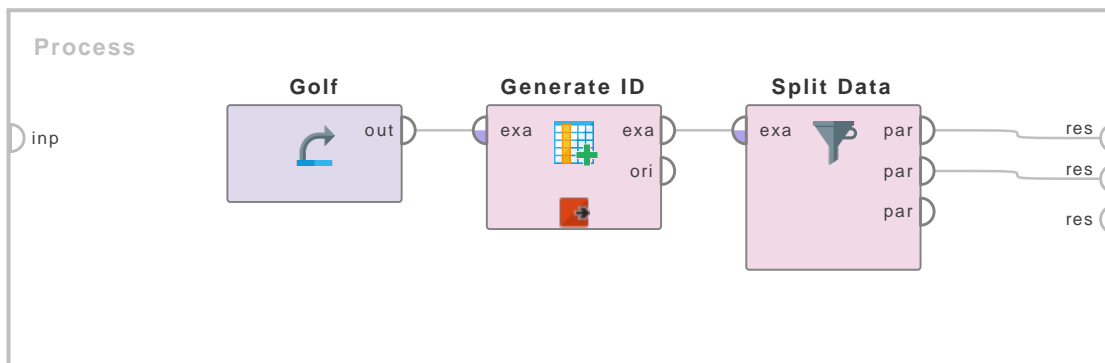 Process
Golf
Generate ID
Split Data
inp
out
exa
exa
ori
exa
par
par
par
res
res
res